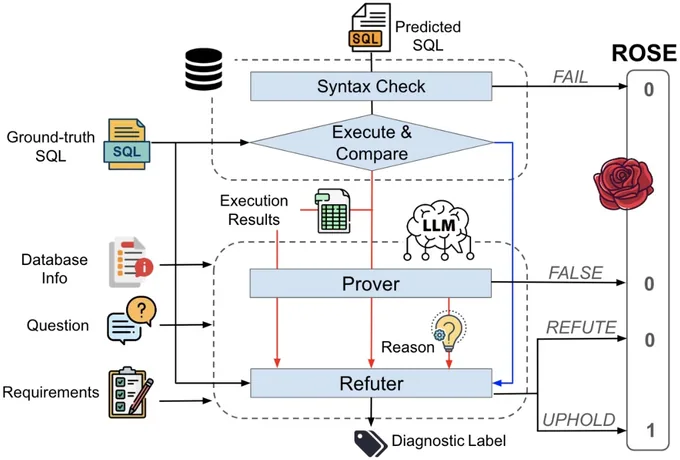 Predicted
SQL
SQL
ROSE
Syntax Check
FAIL
0
Ground-truth
SQL
SQL
Execute &
Compare
Execution
Results
LLM
Database
Info
Prover
FALSE
0
Question
Reason
REFUTE
0
Requirements
Refuter
UPHOLD
1
Diagnostic Label